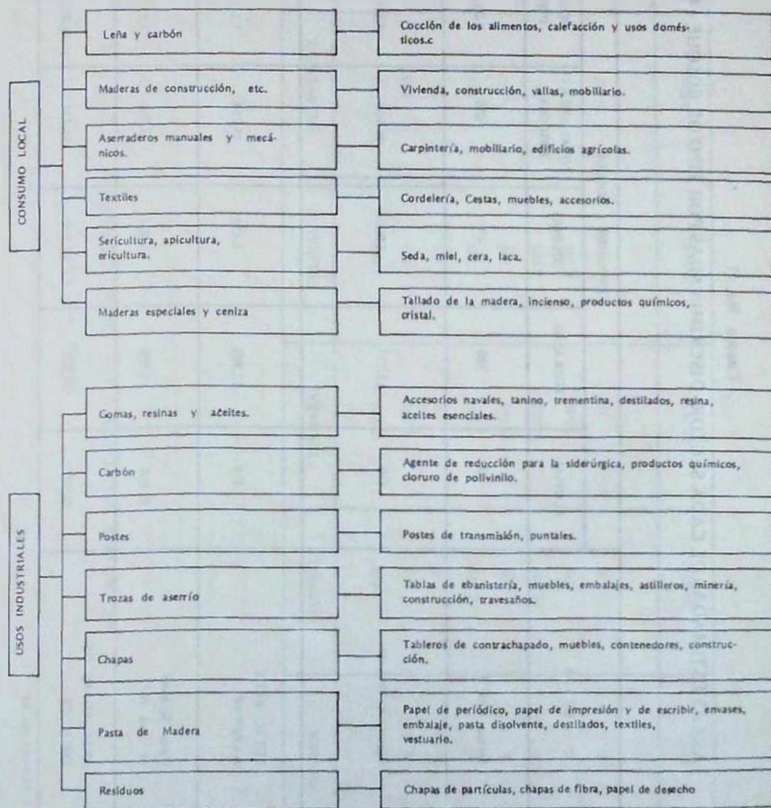 CONSUMO LOCAL
Leña y carbón
Cocción de los alimentos, calefacción y usos domés-
ticos.c
Maderas de construcción, etc.
Vivienda, construcción, vallas, mobiliario.
Aserraderos manuales y mecá-
nicos.
Carpintería, mobiliario, edificios agrícolas.
Textiles
Cordelería, Cestas, muebles, accesorios.
Sericultura, apicultura,
ericultura.
Seda, miel, cera, laca.
Maderas especiales y ceniza
Tallado de la madera, incienso, productos químicos,
cristal.
USOS INDUSTRIALES
Gomas, resinas y aceites.
Accesorios navales, tanino, trementina, destilados, resina,
aceites esenciales.
Carbón
Agente de reducción para la siderúrgica, productos químicos,
cloruro de polivinilo.
Postes
Postes de transmisión, puntales.
Trozas de aserrío
Tablas de ebanistería, muebles, embalajes, astilleros, minería,
construcción, travesaños.
Chapas
Tableros de contrachapado, muebles, contenedores, construc-
ción.
Pasta de Madera
Papel de periódico, papel de impresión y de escribir, envases,
embalaje, pasta disolvente, destilados, textiles,
vestuario.
Residuos
Chapas de partículas, chapas de fibra, papel de desecho